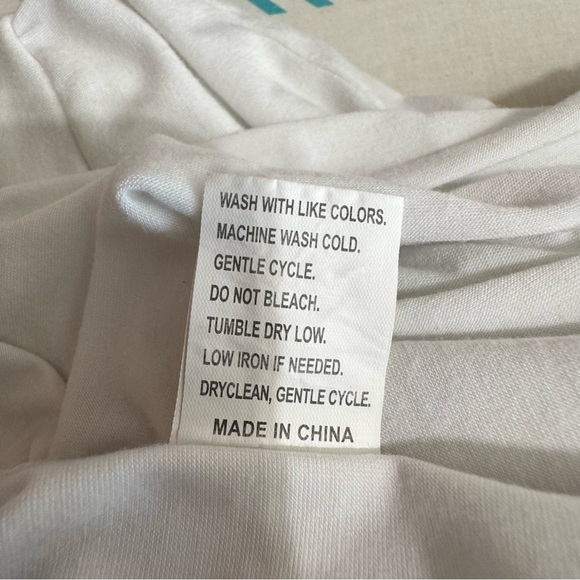 WASH WITH LIKE COLORS.
MACHINE WASH COLD.
GENTLE CYCLE.
DO NOT BLEACH.
TUMBLE DRY LOW.
LOW IRON IF NEEDED.
DRYCLEAN, GENTLE CYCLE.
MADE IN CHINA